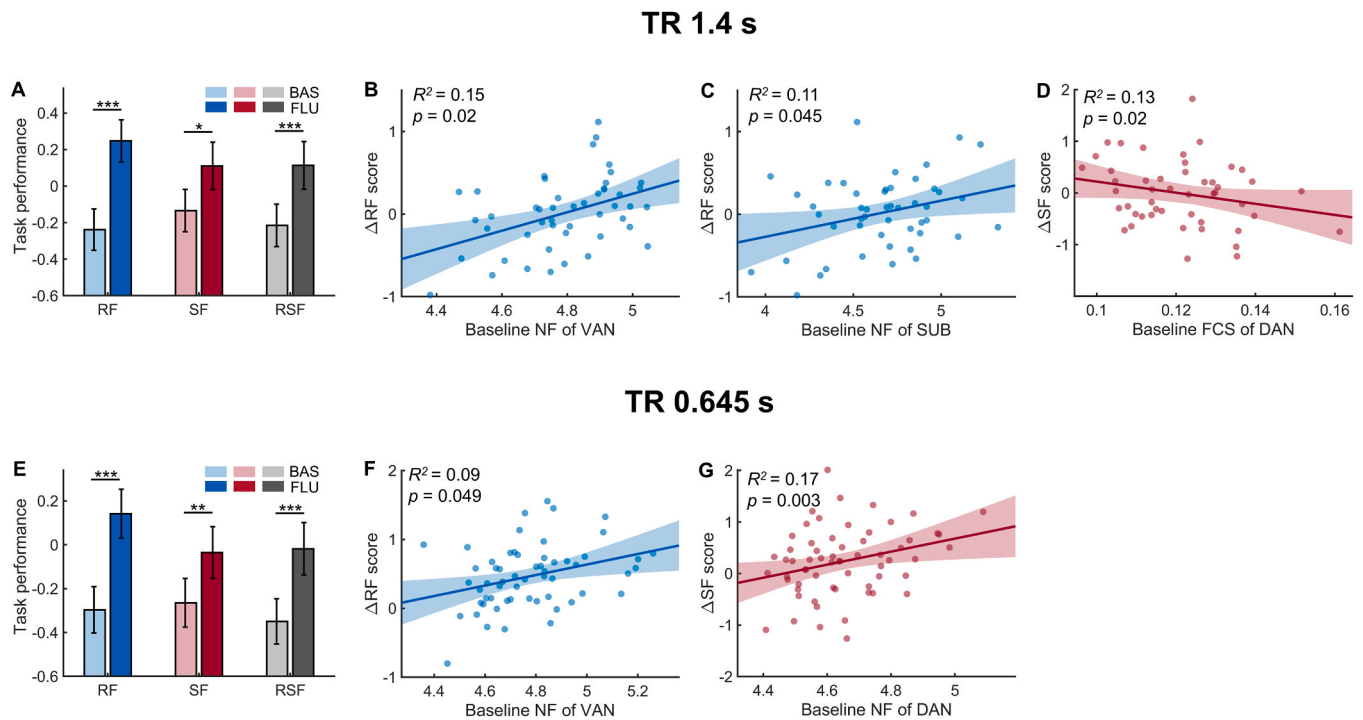 TR 1.4 s
A
BAS
FLU
***
*
***
0.4
0.2
0
-0.2
-0.4
-0.6
Task performance
RF
SF
RSF
B
R² = 0.15
p = 0.02
1
0
-1
ΔRF score
4.4
4.6
4.8
5
Baseline NF of VAN
C
R² = 0.11
p = 0.045
1
0
-1
ΔRF score
4
4.5
5
Baseline NF of SUB
D
R² = 0.13
p = 0.02
2
1
0
-1
ΔSF score
0.1
0.12
0.14
0.16
Baseline FCS of DAN
TR 0.645 s
E
BAS
FLU
***
**
***
0.2
0
-0.2
-0.4
-0.6
Task performance
RF
SF
RSF
F
R² = 0.09
p = 0.049
2
1
0
-1
ΔRF score
4.4
4.6
4.8
5
5.2
Baseline NF of VAN
G
R² = 0.17
p = 0.003
2
1
0
-1
-2
ΔSF score
4.4
4.6
4.8
5
Baseline NF of DAN